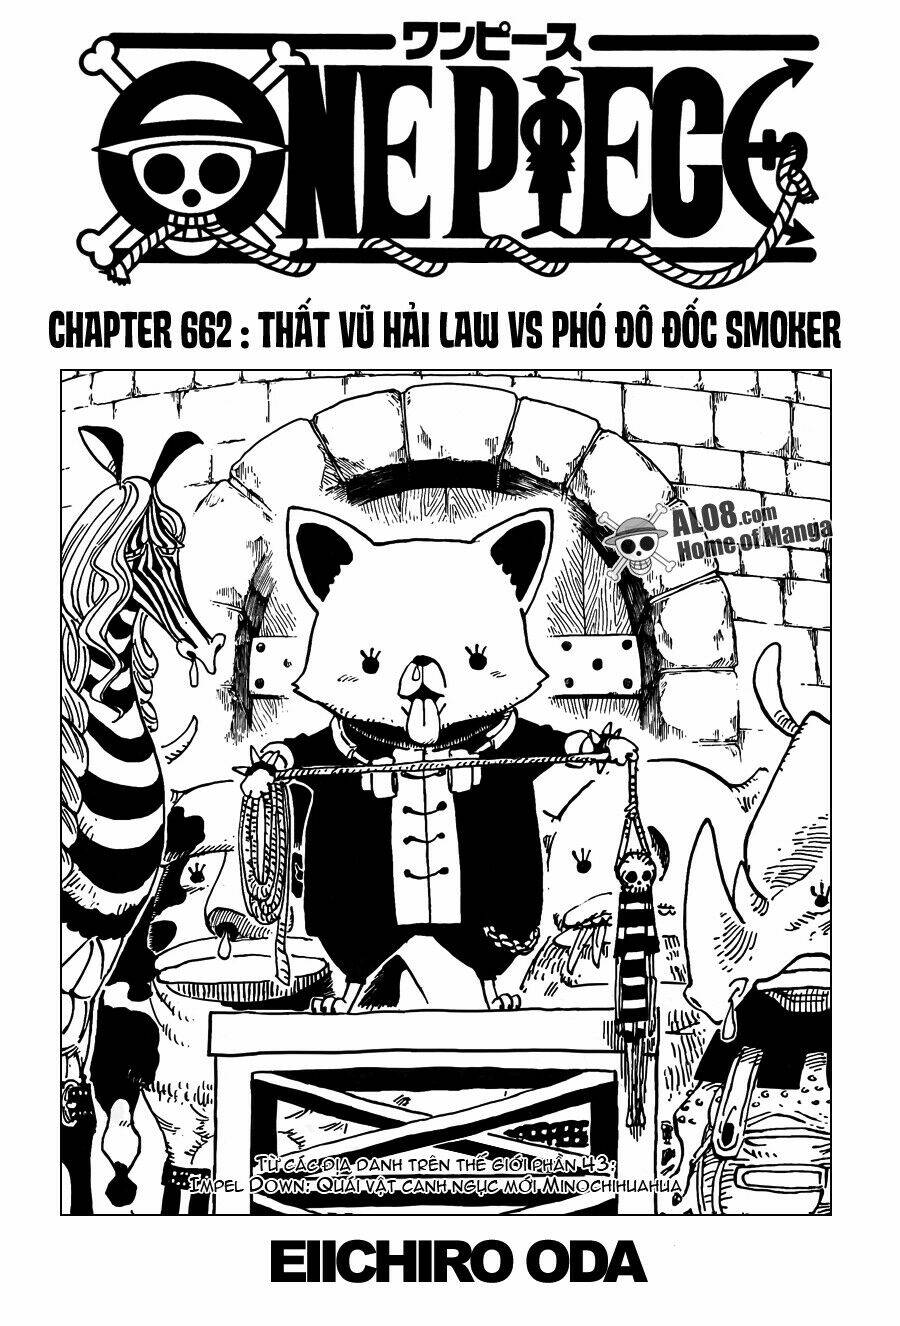 ワンピース
ONE PIECE
CHAPTER 662 : THẤT VŨ HẢI LAW VS PHÓ ĐÔ ĐỐC SMOKER
ALO8.com
Home of Manga
TỪ CÁC ĐỊA DANH TRÊN THẾ GIỚI PHẦN 43:
IMPEL DOWN: QUÁI VẬT CANH NGỤC MỚI MINOCHIHUAHUA
EIICHIRO ODA